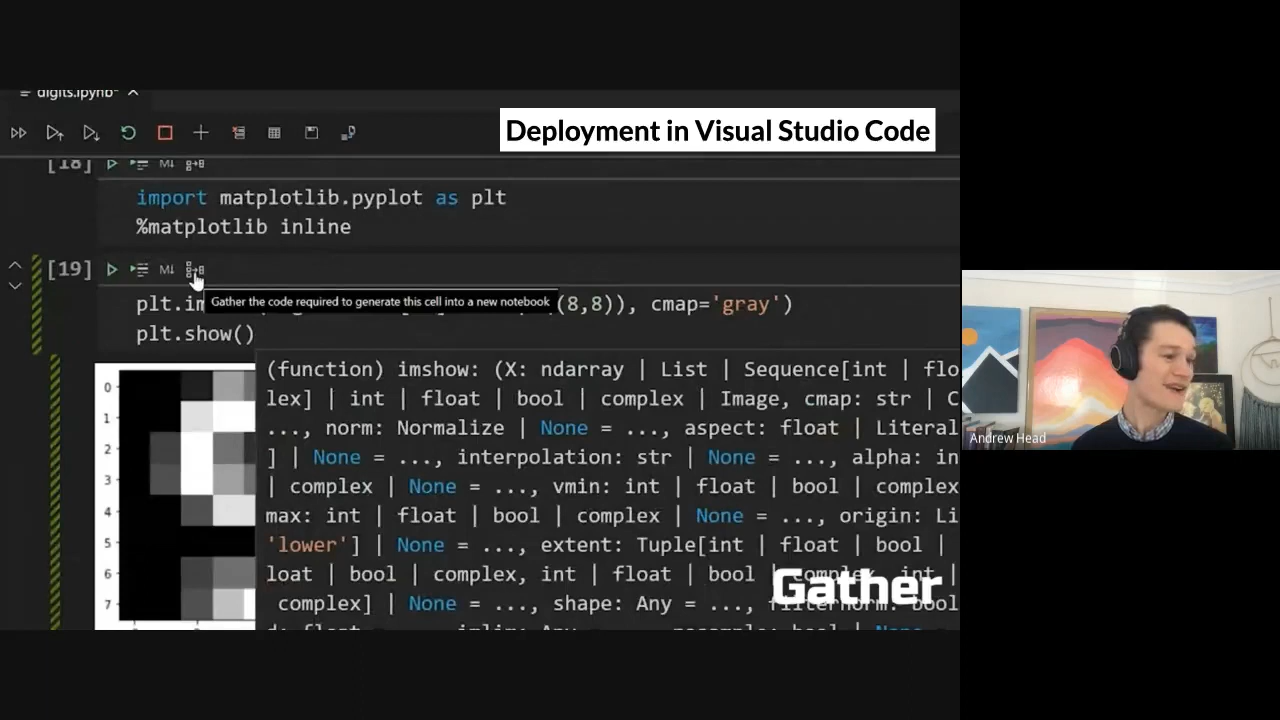 digits.ipynb*
Deployment in Visual Studio Code
[18]
M↓
import matplotlib.pyplot as plt
%matplotlib inline
[19]
M↓
Gather the code required to generate this cell into a new notebook
plt.im (8,8)), cmap='gray')
plt.show()
(function) imshow: (X: ndarray | List | Sequence[int | flo
lex] | int | float | bool | complex | Image, cmap: str | C
..., norm: Normalize | None = ..., aspect: float | Literal
] | None = ..., interpolation: str | None = ..., alpha: in
| complex | None = ..., vmin: int | float | bool | complex
max: int | float | bool | complex | None = ..., origin: Li
'lower'] | None = ..., extent: Tuple[int | float | bool |
loat | bool | complex, int | float | bool | complex, int |
complex] | None = ..., shape: Any = ..., filternorm: bool
0
1
2
3
4
5
6
7
Gather
Andrew Head